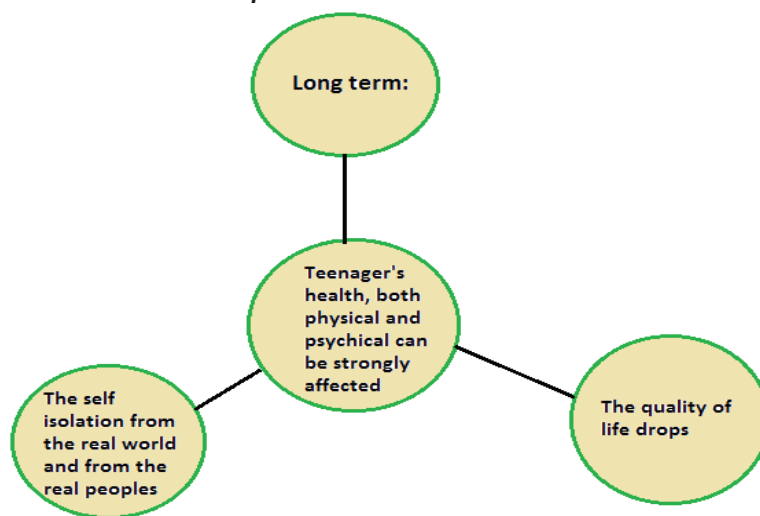 Long term:
Teenager's
health, both
physical and
psychical can
be strongly
affected
The self
isolation from
the real world
and from the
real peoples
The quality of
life drops